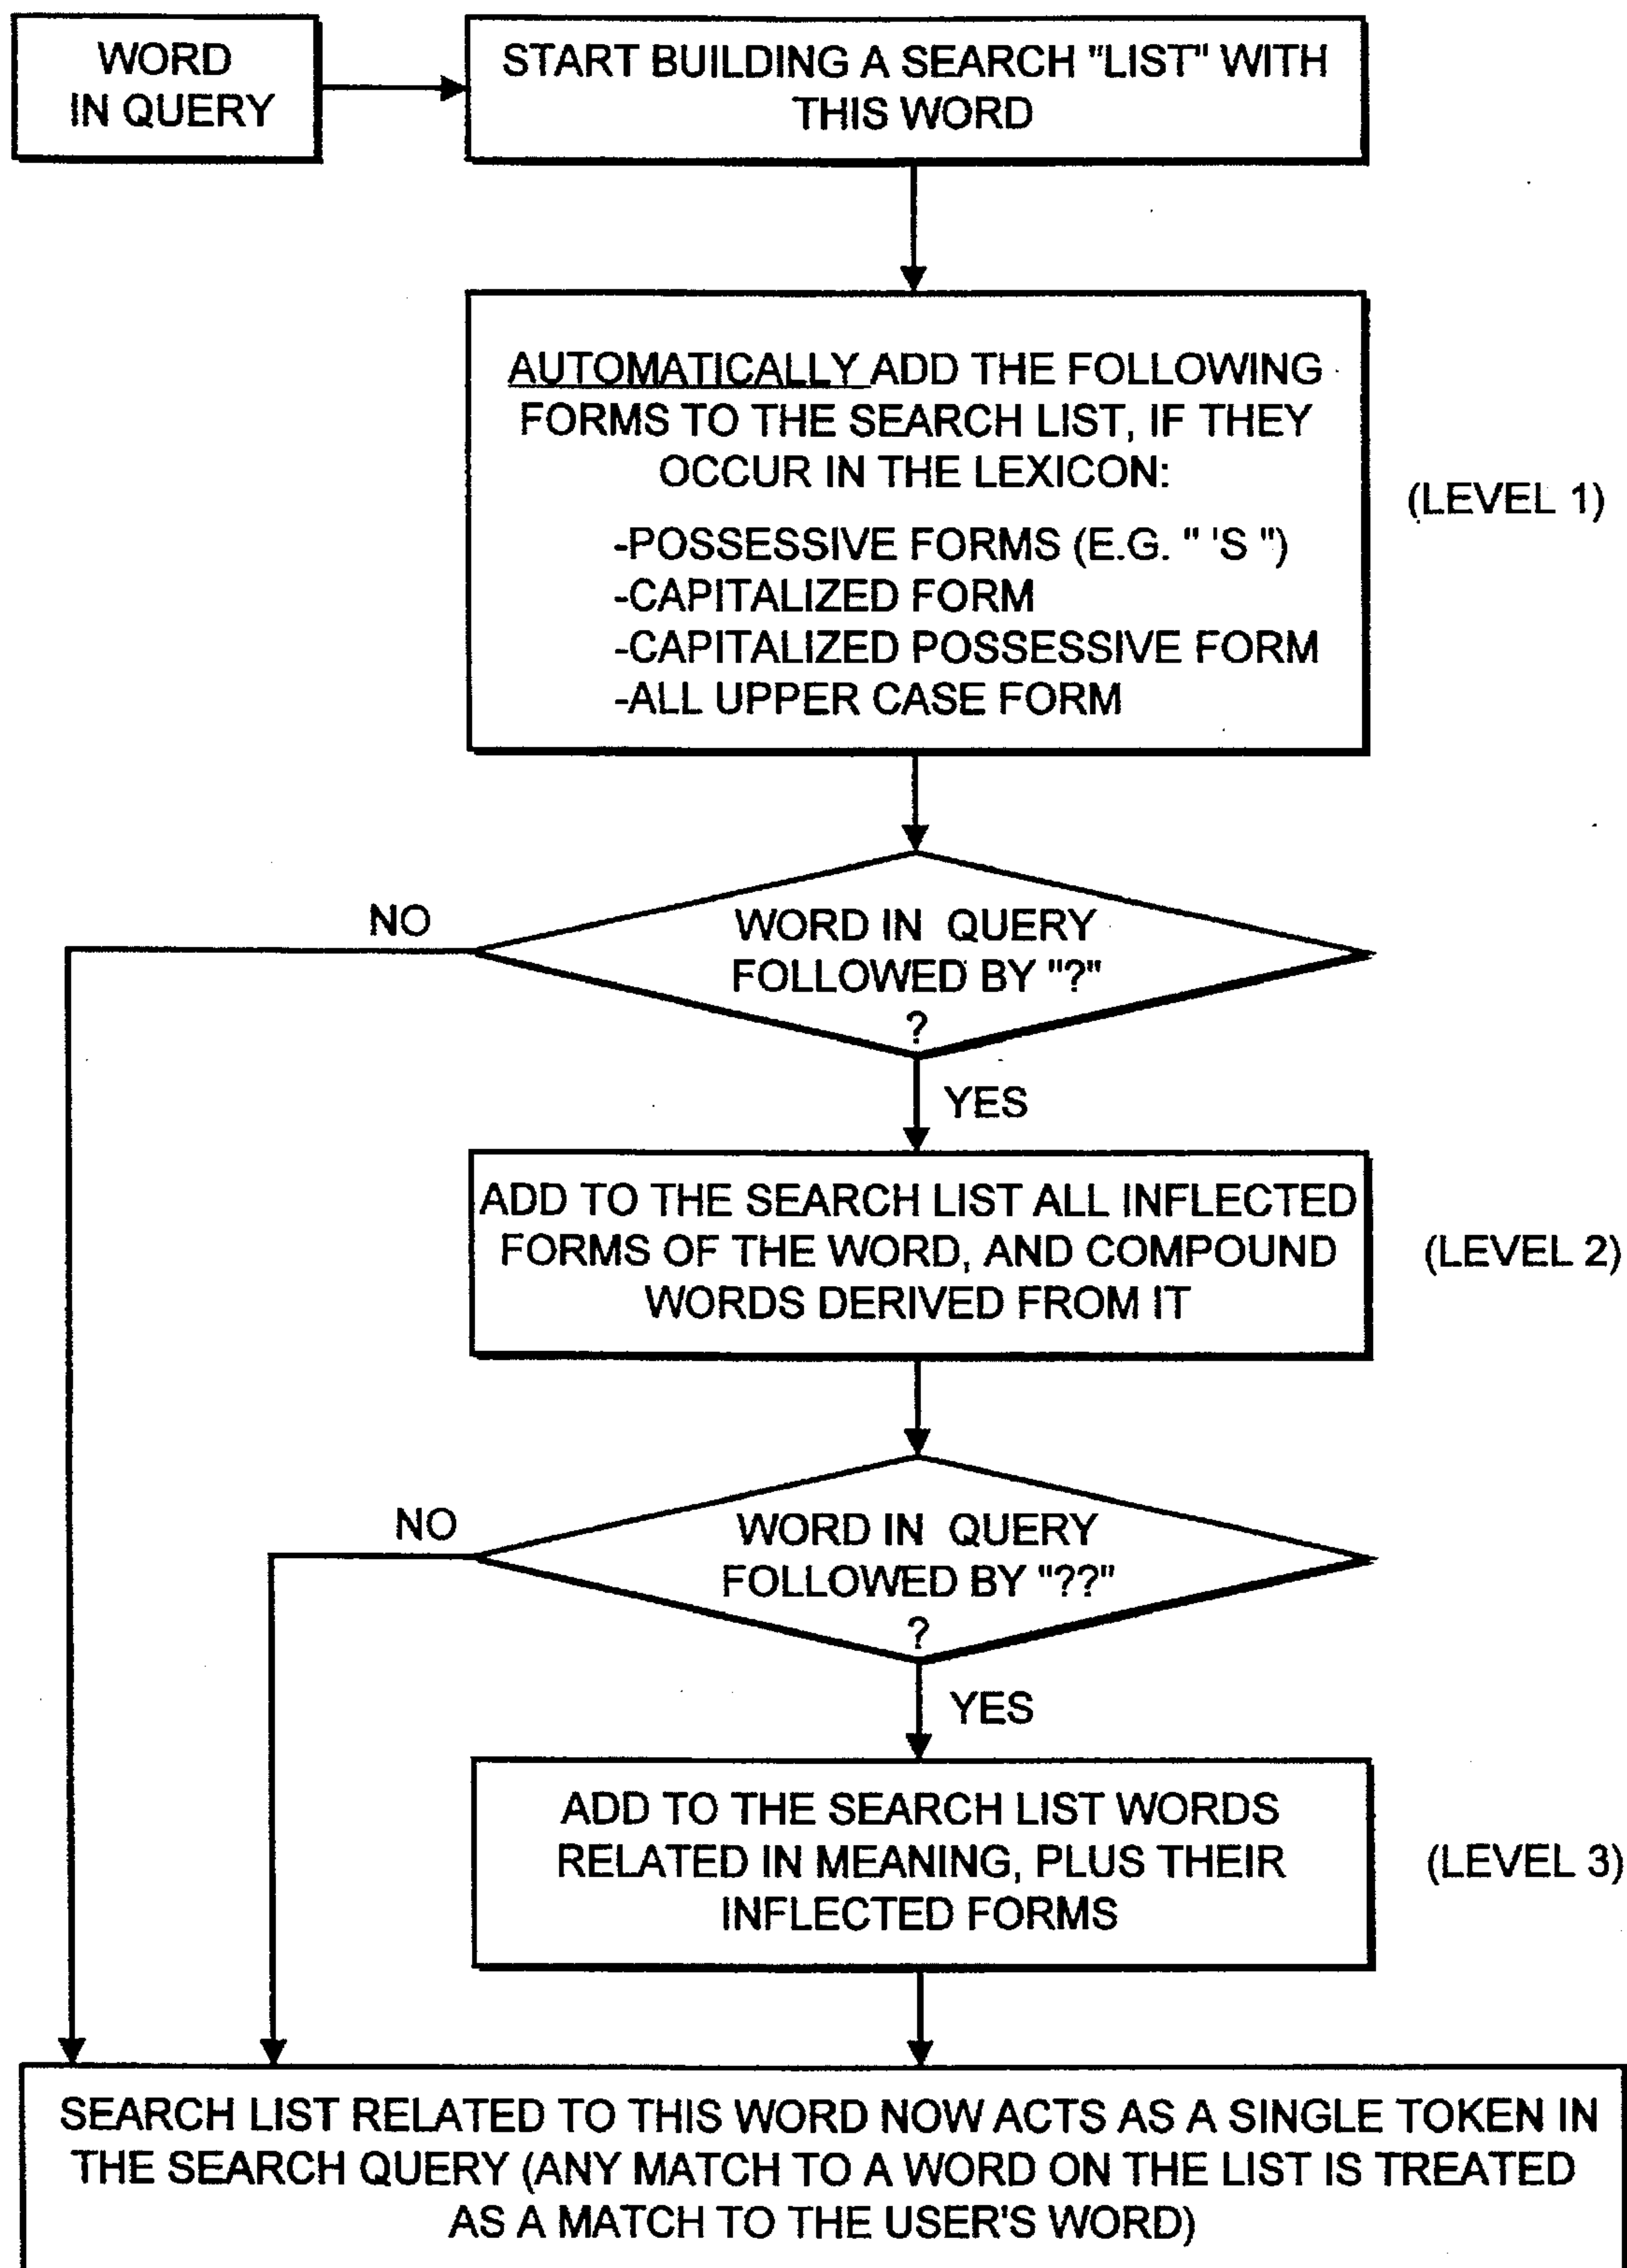 WORD
IN QUERY
START BUILDING A SEARCH "LIST" WITH
THIS WORD
AUTOMATICALLY ADD THE FOLLOWING
FORMS TO THE SEARCH LIST, IF THEY
OCCUR IN THE LEXICON:
-POSSESSIVE FORMS (E.G. " 'S ")
-CAPITALIZED FORM
-CAPITALIZED POSSESSIVE FORM
-ALL UPPER CASE FORM
(LEVEL 1)
NO
WORD IN QUERY
FOLLOWED BY "?"
?
YES
ADD TO THE SEARCH LIST ALL INFLECTED
FORMS OF THE WORD, AND COMPOUND
WORDS DERIVED FROM IT
(LEVEL 2)
NO
WORD IN QUERY
FOLLOWED BY "??"
?
YES
ADD TO THE SEARCH LIST WORDS
RELATED IN MEANING, PLUS THEIR
INFLECTED FORMS
(LEVEL 3)
SEARCH LIST RELATED TO THIS WORD NOW ACTS AS A SINGLE TOKEN IN
THE SEARCH QUERY (ANY MATCH TO A WORD ON THE LIST IS TREATED
AS A MATCH TO THE USER'S WORD)